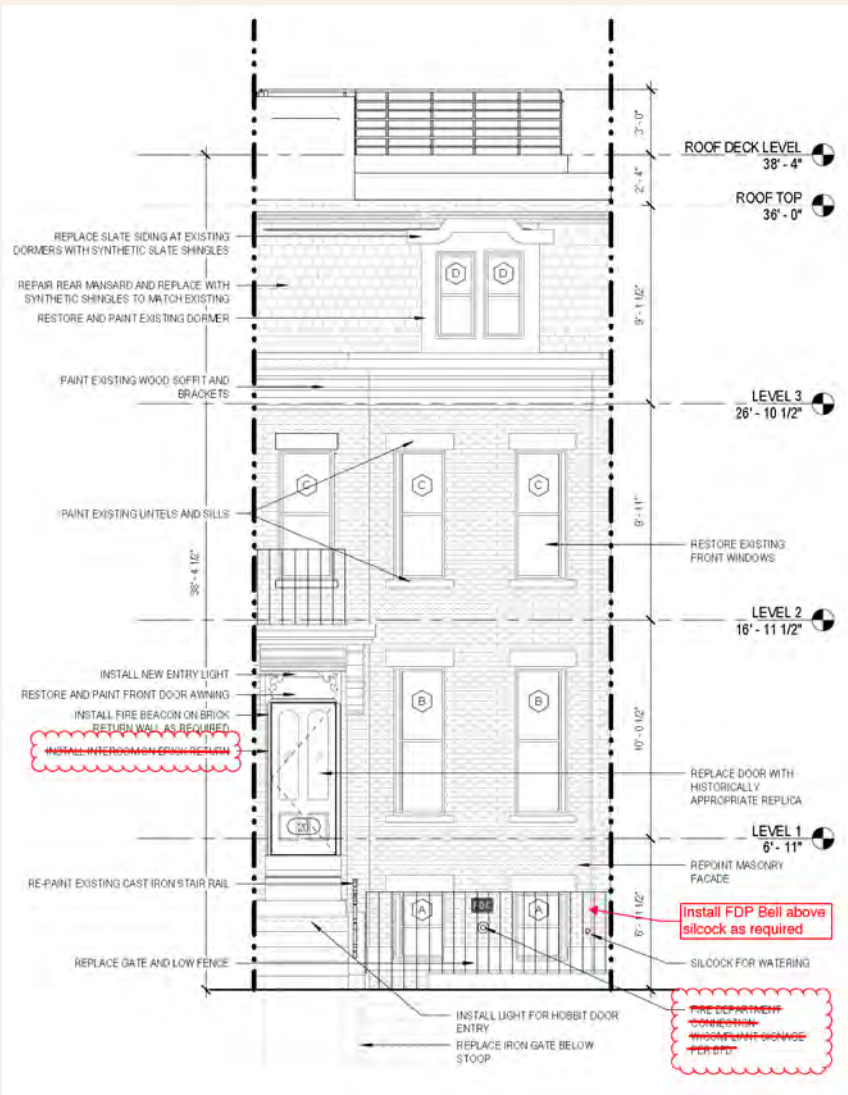 3' - 0"
ROOF DECK LEVEL
38' - 4"
2' - 4"
ROOF TOP
36' - 0"
REPLACE SLATE SIDING AT EXISTING
DORMERS WITH SYNTHETIC SLATE SHINGLES
REPAIR REAR MANSARD AND REPLACE WITH
SYNTHETIC SHINGLES TO MATCH EXISTING
RESTORE AND PAINT EXISTING DORMER
D
D
9' - 1 1/2"
PAINT EXISTING WOOD SOFFIT AND
BRACKETS
LEVEL 3
26' - 10 1/2"
C
C
C
PAINT EXISTING LINTELS AND SILLS
9' - 11"
RESTORE EXISTING
FRONT WINDOWS
38' - 4 1/2"
LEVEL 2
16' - 11 1/2"
INSTALL NEW ENTRY LIGHT
RESTORE AND PAINT FRONT DOOR AWNING
INSTALL FIRE BEACON ON BRICK
RETURN WALL AS REQUIRED
INSTALL INTERCOM ON BRICK RETURN
B
B
10' - 0 1/2"
REPLACE DOOR WITH
HISTORICALLY
APPROPRIATE REPLICA
20
LEVEL 1
6' - 11"
REPOINT MASONRY
FACADE
RE-PAINT EXISTING CAST IRON STAIR RAIL
A
FDC
A
6' - 11 1/2"
Install FDP Bell above
silcock as required
REPLACE GATE AND LOW FENCE
SILCOCK FOR WATERING
INSTALL LIGHT FOR HOBBIT DOOR
ENTRY
REPLACE IRON GATE BELOW
STOOP
FIRE DEPARTMENT
CONNECTION
W/COMPLIANT SIGNAGE
PER BFD